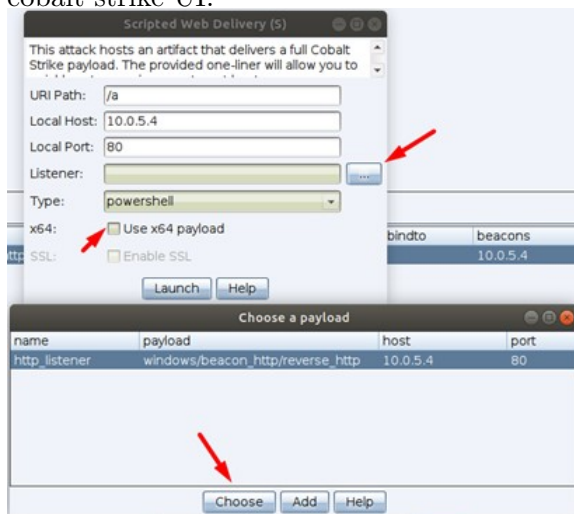 cobalt strike UI.
Scripted Web Delivery (S)
This attack hosts an artifact that delivers a full Cobalt
Strike payload. The provided one-liner will allow you to
URI Path: /a
Local Host: 10.0.5.4
Local Port: 80
Listener: ...
Type: powershell
x64: Use x64 payload
bindto beacons
SSL: Enable SSL
10.0.5.4
Launch Help
Choose a payload
name payload host port
http_listener windows/beacon_http/reverse_http 10.0.5.4 80
Choose Add Help